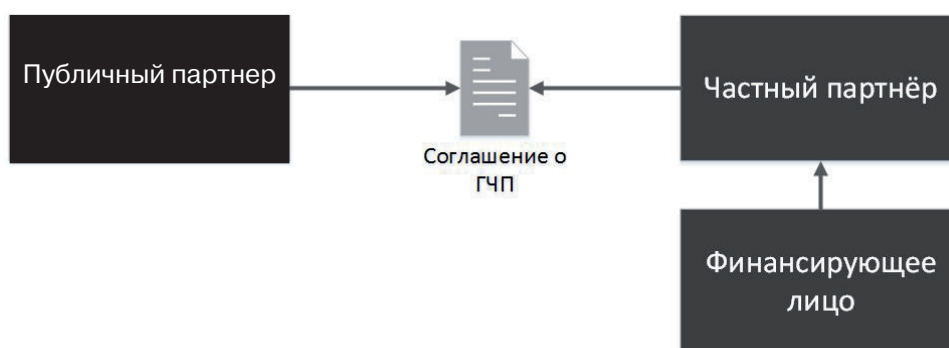 Публичный партнер
Частный партнёр
Соглашение о
ГЧП
Финансирующее
лицо